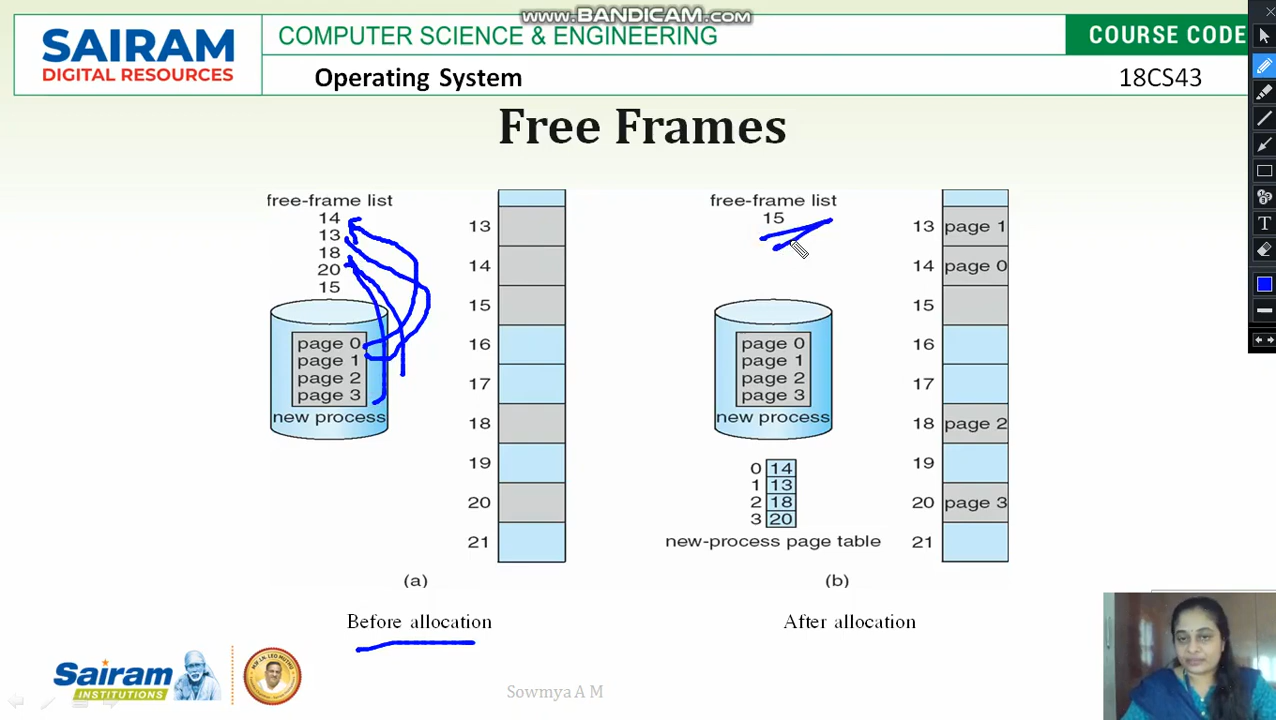 www.BANDICAM.com
SAIRAM
DIGITAL RESOURCES
COMPUTER SCIENCE & ENGINEERING
COURSE CODE
Operating System
18CS43
Free Frames
free-frame list
14
13
18
20
15
page 0
page 1
page 2
page 3
new process
13
14
15
16
17
18
19
20
21
(a)
Before allocation
free-frame list
15
page 0
page 1
page 2
page 3
new process
0 14
1 13
2 18
3 20
new-process page table
13 page 1
14 page 0
15
16
17
18 page 2
19
20 page 3
21
(b)
After allocation
Sairam
INSTITUTIONS
Sowmya A M
T